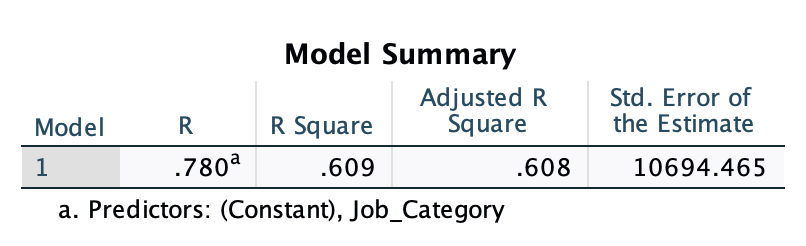 Model Summary
Model R R Square Adjusted R Square Std. Error of the Estimate
1 .780a .609 .608 10694.465
a. Predictors: (Constant), Job_Category